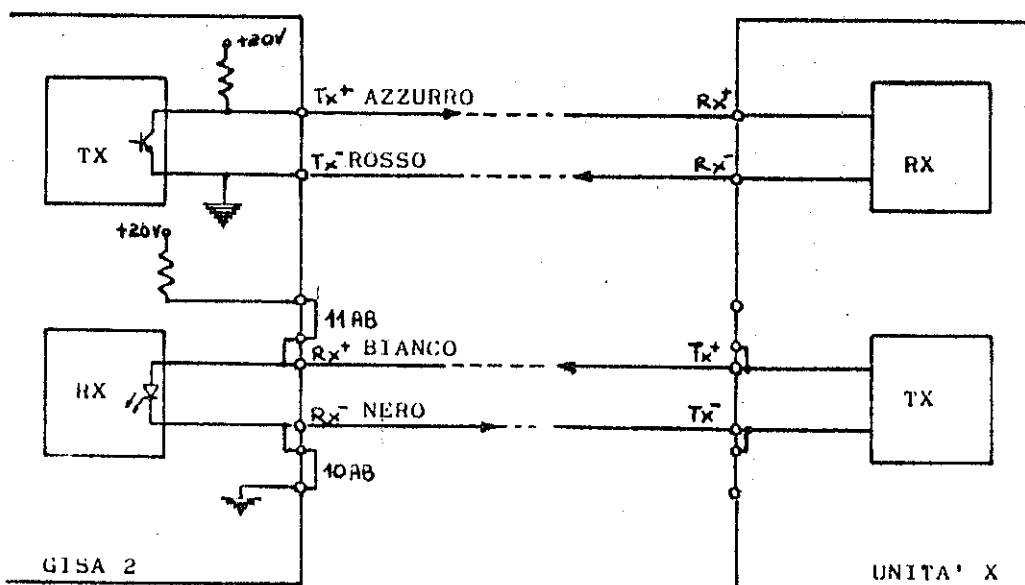 +20V
Tx+ AZZURRO
Rx+
TX
Tx- ROSSO
Rx-
RX
+20V
11AB
Rx+ BIANCO
Tx+
RX
TX
Rx- NERO
Tx-
10AB
GISA 2
UNITA' X